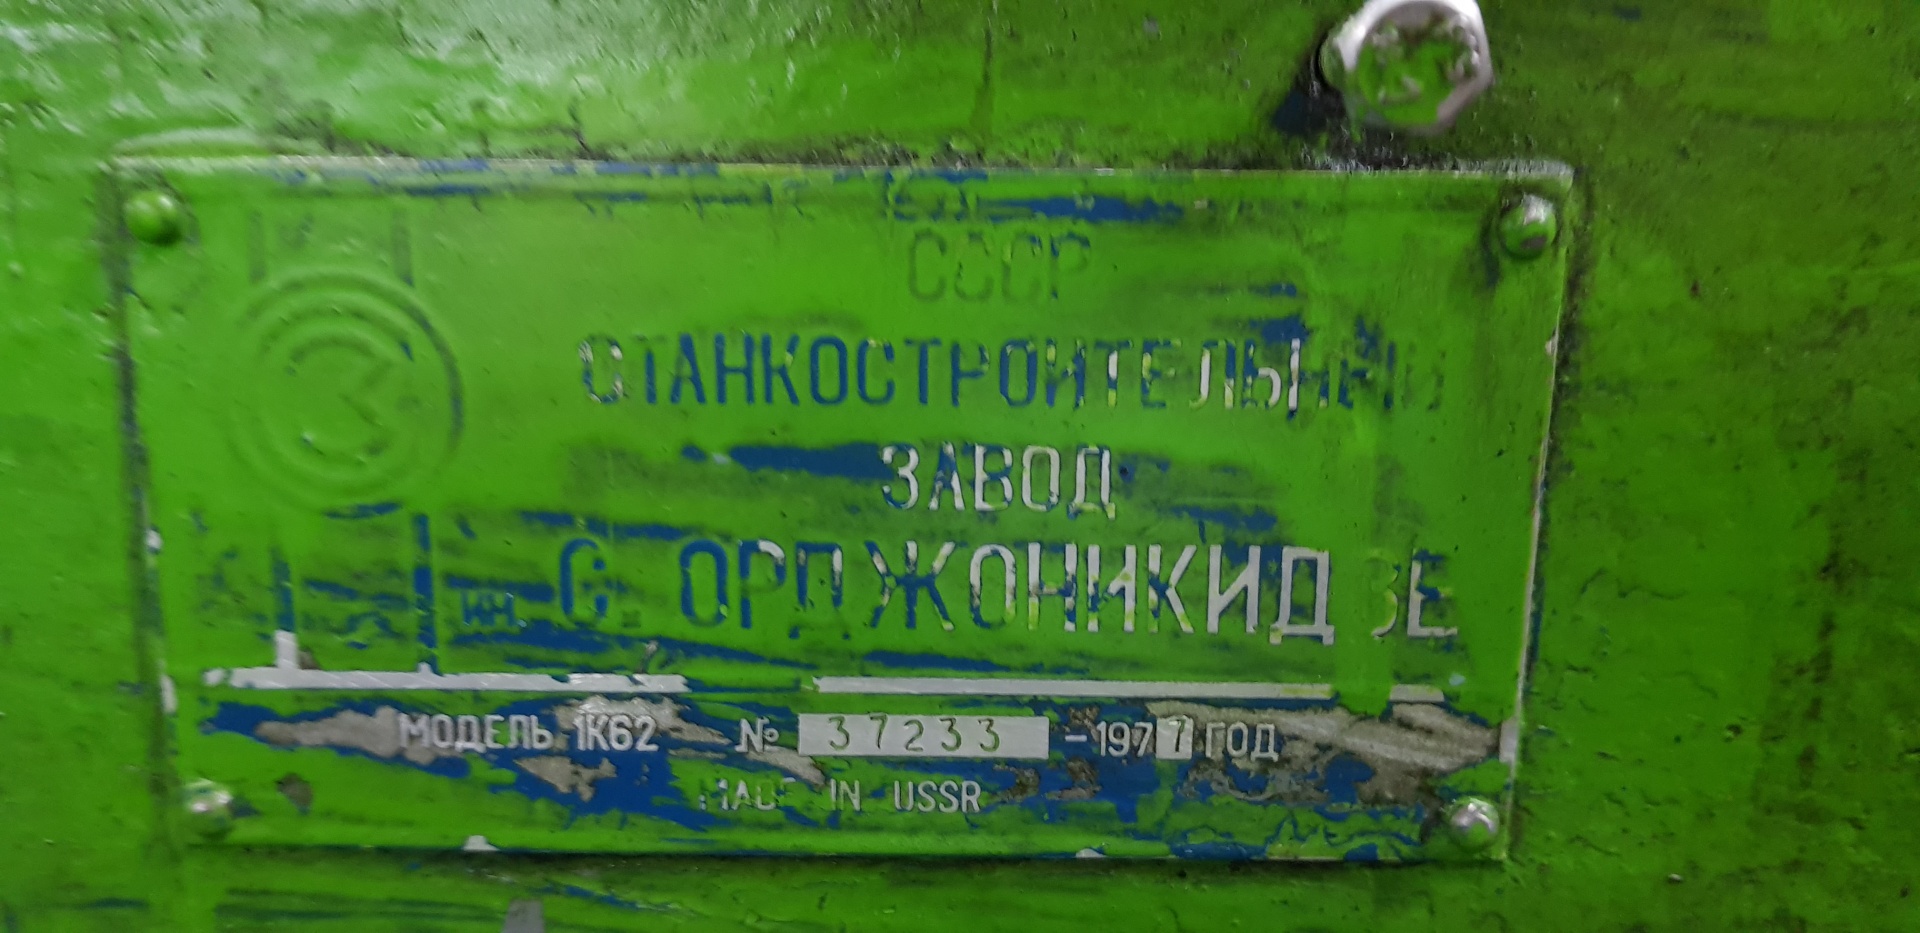 СССР
СТАНКОСТРОИТЕЛЬНЫЙ
ЗАВОД
ИМ. С. ОРДЖОНИКИДЗЕ
МОДЕЛЬ 1К62 № 37233 -1977 ГОД
MADE IN USSR